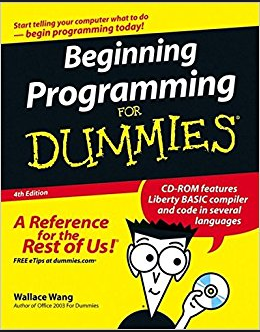 Start telling your computer what to do
— begin programming today!
Beginning
Programming
FOR
DUMMIES®
4th Edition
CD-ROM features
Liberty BASIC compiler
and code in several
languages
A Reference
for the
Rest of Us!®
FREE eTips at dummies.com®
Wallace Wang
Author of Office 2003 For Dummies